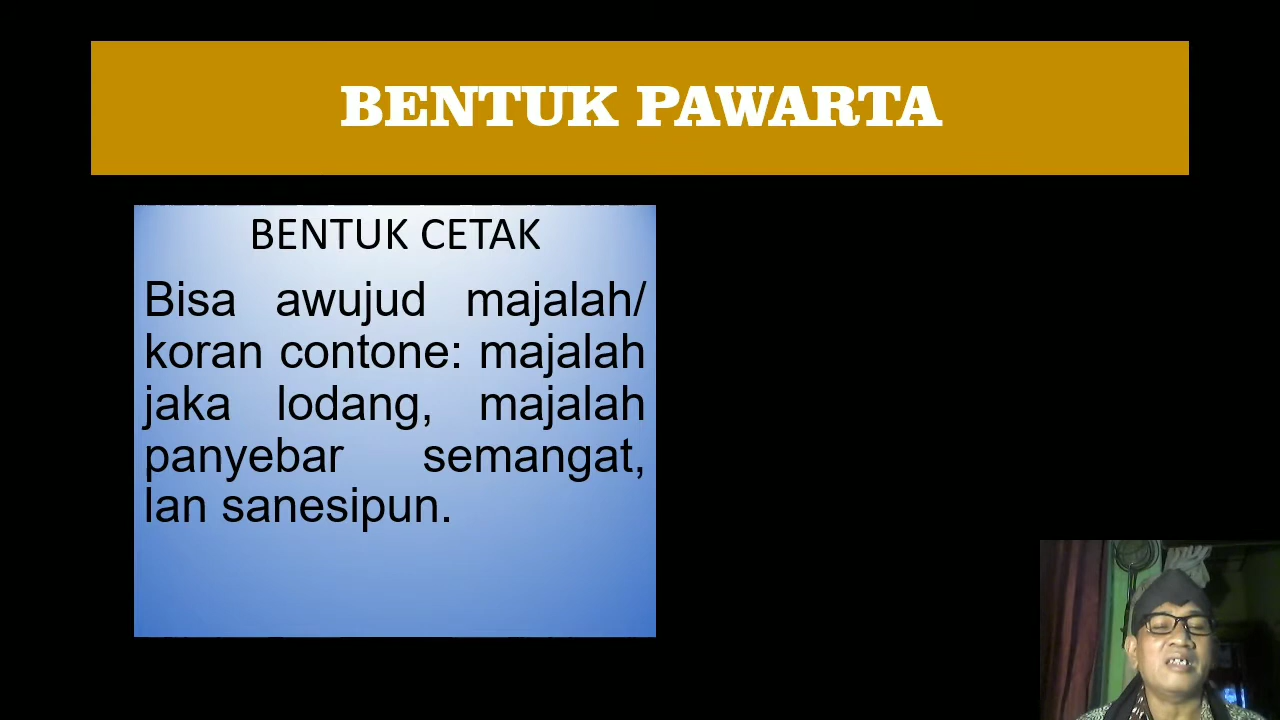 BENTUK PAWARTA
BENTUK CETAK
Bisa awujud majalah/
koran contone: majalah
jaka lodang, majalah
panyebar semangat,
lan sanesipun.